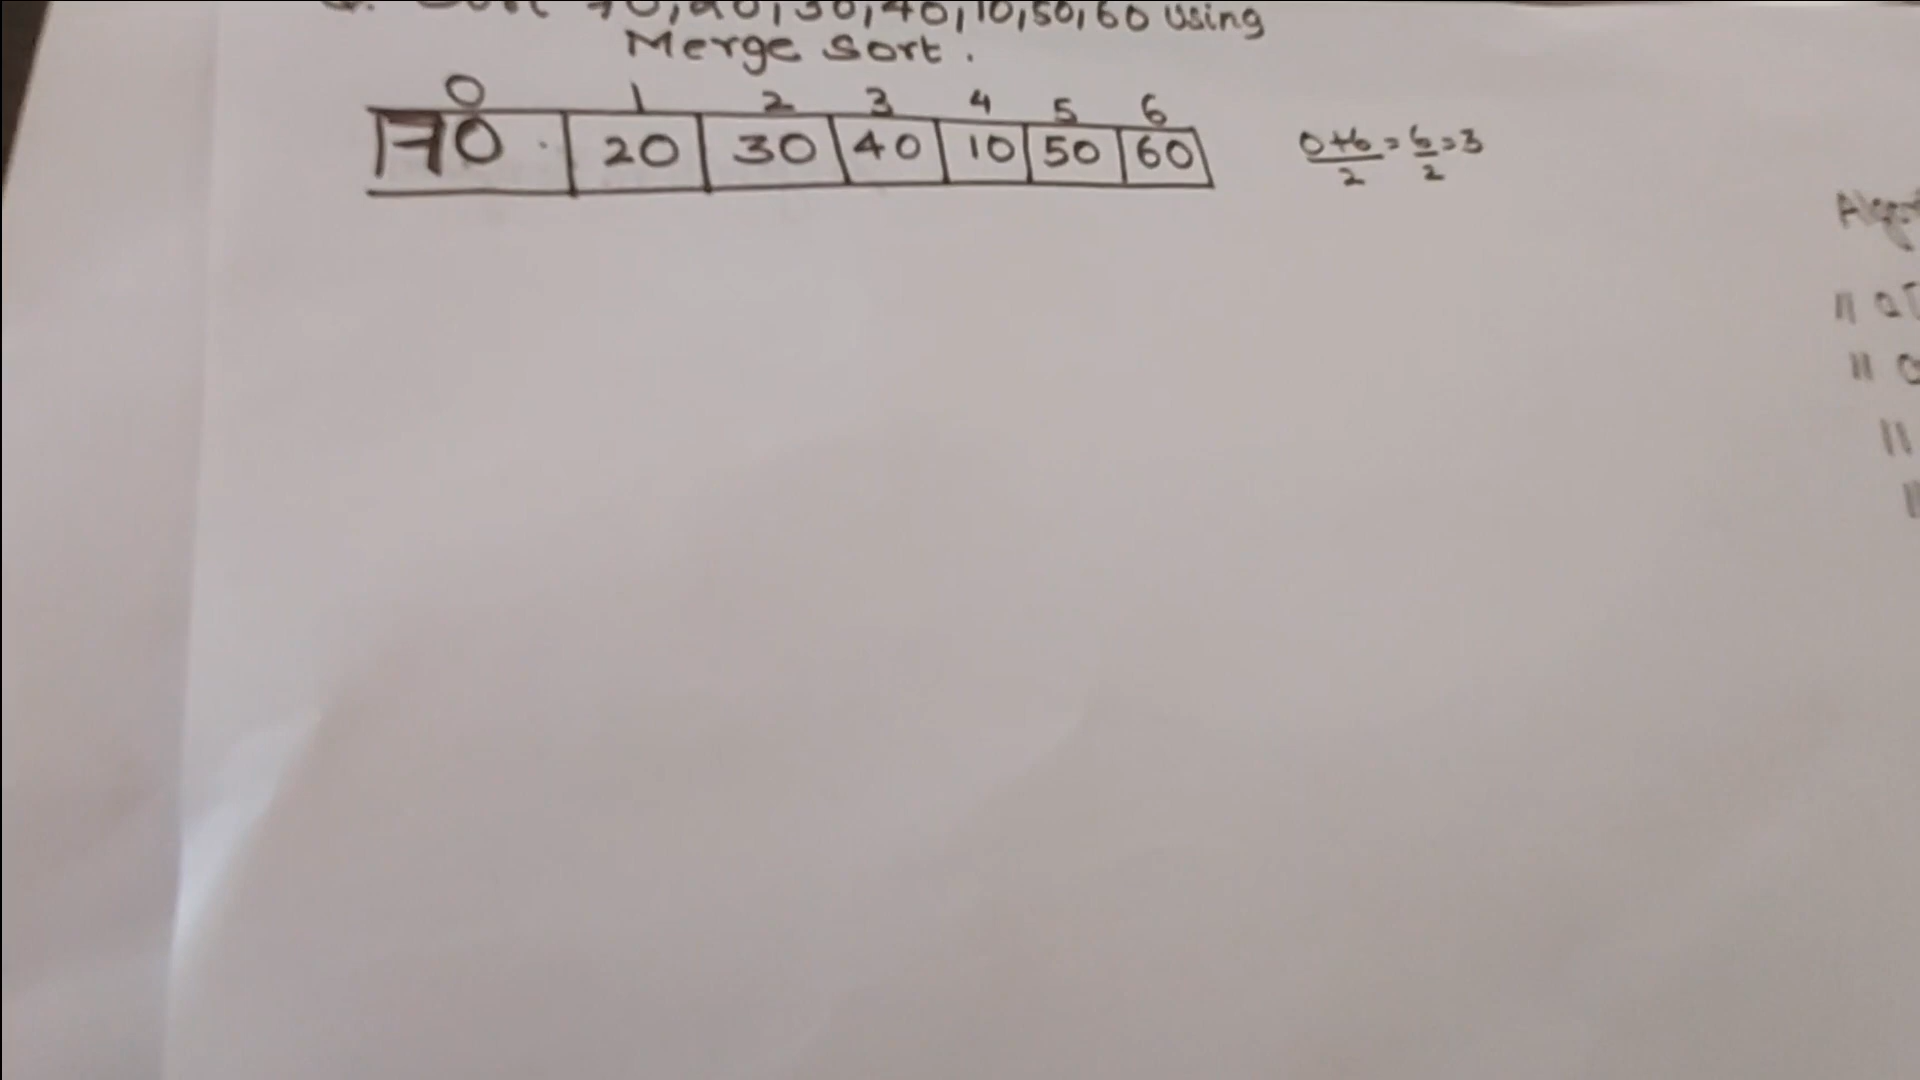 70, 20, 30, 40, 10, 50, 60 using
Merge Sort.
0 1 2 3 4 5 6
70 20 30 40 10 50 60
0+6/2 = 6/2 = 3